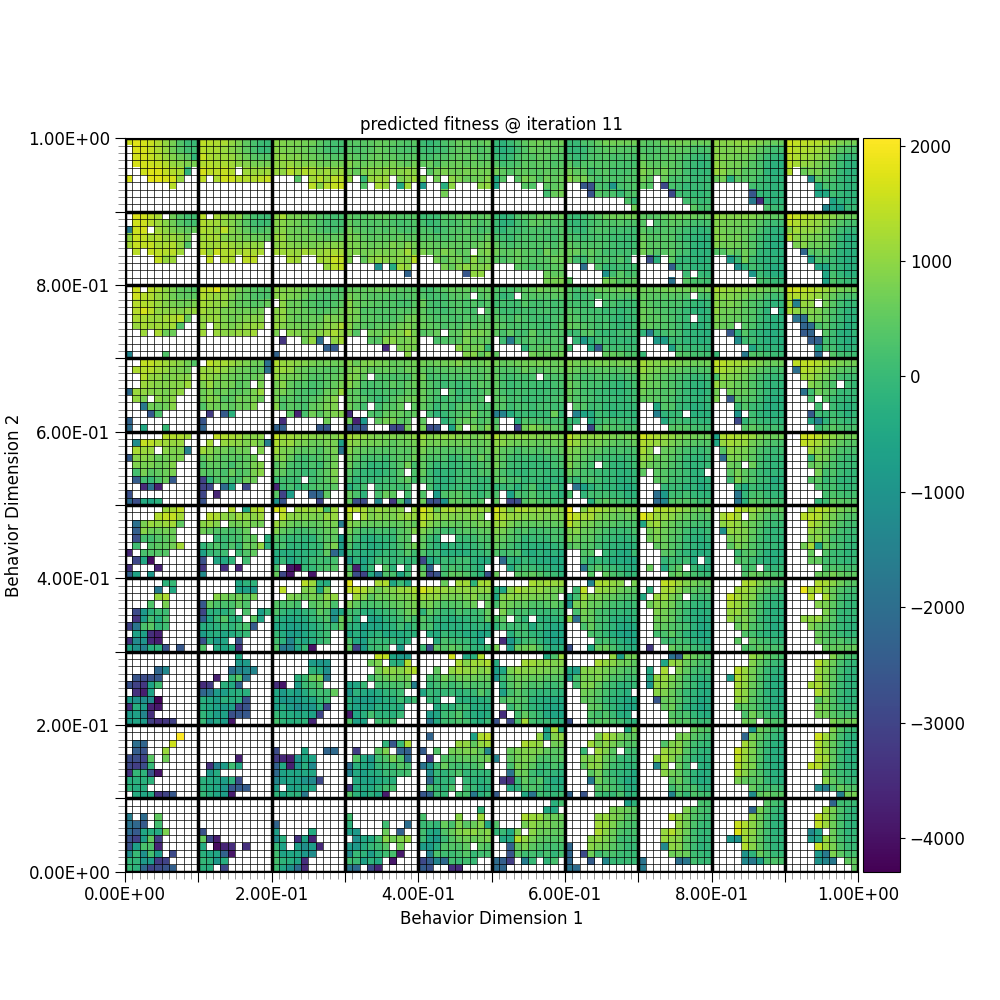 predicted fitness @ iteration 11
1.00E+00
8.00E-01
6.00E-01
4.00E-01
2.00E-01
0.00E+00
Behavior Dimension 2
0.00E+00 2.00E-01 4.00E-01 6.00E-01 8.00E-01 1.00E+00
Behavior Dimension 1
2000
1000
0
−1000
−2000
−3000
−4000